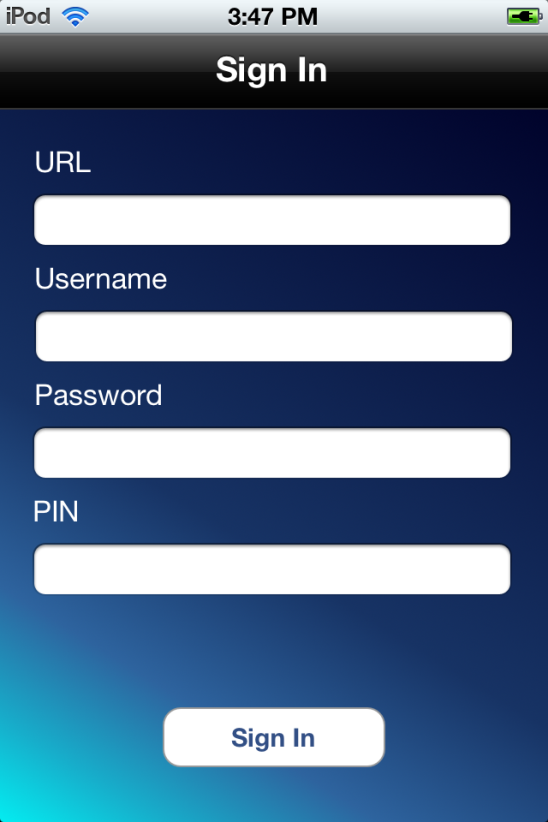 iPod 3:47 PM
Sign In
URL
Username
Password
PIN
Sign In